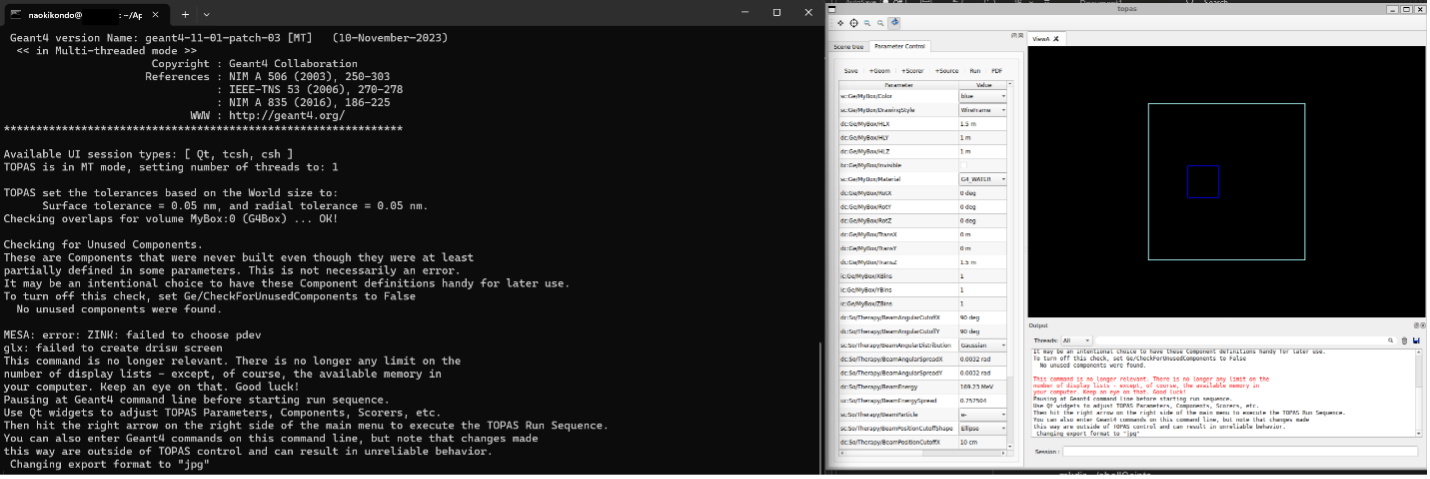 naokikondo@ : ~/Ap
Geant4 version Name: geant4-11-01-patch-03 [MT]   (10-November-2023)
<< in Multi-threaded mode >>
Copyright : Geant4 Collaboration
References : NIM A 506 (2003), 250-303
: IEEE-TNS 53 (2006), 270-278
: NIM A 835 (2016), 186-225
WWW : http://geant4.org/
**************************************************************
Available UI session types: [ Qt, tcsh, csh ]
TOPAS is in MT mode, setting number of threads to: 1
TOPAS set the tolerances based on the World size to:
Surface tolerance = 0.05 nm, and radial tolerance = 0.05 nm.
Checking overlaps for volume MyBox:0 (G4Box) ... OK!
Checking for Unused Components.
These are Components that were never built even though they were at least
partially defined in some parameters. This is not necessarily an error.
It may be an intentional choice to have these Component definitions handy for later use.
To turn off this check, set Ge/CheckForUnusedComponents to False
No unused components were found.
MESA: error: ZINK: failed to choose pdev
glx: failed to create drisw screen
This command is no longer relevant. There is no longer any limit on the
number of display lists - except, of course, the available memory in
your computer. Keep an eye on that. Good luck!
Pausing at Geant4 command line before starting run sequence.
Use Qt widgets to adjust TOPAS Parameters, Components, Scorers, etc.
Then hit the right arrow on the right side of the main menu to execute the TOPAS Run Sequence.
You can also enter Geant4 commands on this command line, but note that changes made
this way are outside of TOPAS control and can result in unreliable behavior.
Changing export format to "jpg"
topas
Scene tree Parameter Control
Save +Geom +Scorer +Source Run PDF
Parameter Value
sc:Ge/MyBox/Color blue
sc:Ge/MyBox/DrawingStyle Wireframe
dc:Ge/MyBox/HLX 1.5 m
dc:Ge/MyBox/HLY 1 m
dc:Ge/MyBox/HLZ 1 m
bc:Ge/MyBox/Invisible
sc:Ge/MyBox/Material G4_WATER
dc:Ge/MyBox/RotX 0 deg
dc:Ge/MyBox/RotY 0 deg
dc:Ge/MyBox/RotZ 0 deg
dc:Ge/MyBox/TransX 0 m
dc:Ge/MyBox/TransY 0 m
dc:Ge/MyBox/TransZ 1.5 m
ic:Ge/MyBox/XBins 1
ic:Ge/MyBox/YBins 1
ic:Ge/MyBox/ZBins 1
dc:So/Therapy/BeamAngularCutoffX 90 deg
dc:So/Therapy/BeamAngularCutoffY 90 deg
sc:So/Therapy/BeamAngularDistribution Gaussian
dc:So/Therapy/BeamAngularSpreadX 0.0032 rad
dc:So/Therapy/BeamAngularSpreadY 0.0032 rad
dc:So/Therapy/BeamEnergy 169.23 MeV
uc:So/Therapy/BeamEnergySpread 0.757504
sc:So/Therapy/BeamParticle e-
sc:So/Therapy/BeamPositionCutoffShape Ellipse
dc:So/Therapy/BeamPositionCutoffX 10 cm
ViewA
Output
Threads: All
It may be an intentional choice to have these Component definitions handy for later use.
To turn off this check, set Ge/CheckForUnusedComponents to False
No unused components were found.
This command is no longer relevant. There is no longer any limit on the
number of display lists - except, of course, the available memory in
your computer. Keep an eye on that. Good luck!
Pausing at Geant4 command line before starting run sequence.
Use Qt widgets to adjust TOPAS Parameters, Components, Scorers, etc.
Then hit the right arrow on the right side of the main menu to execute the TOPAS Run Sequence.
You can also enter Geant4 commands on this command line, but note that changes made
this way are outside of TOPAS control and can result in unreliable behavior.
Changing export format to "jpg"
Session :